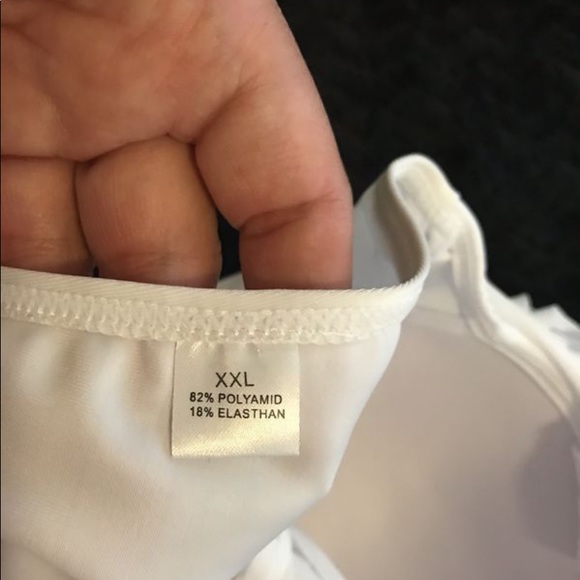 XXL
82% POLYAMID
18% ELASTHAN